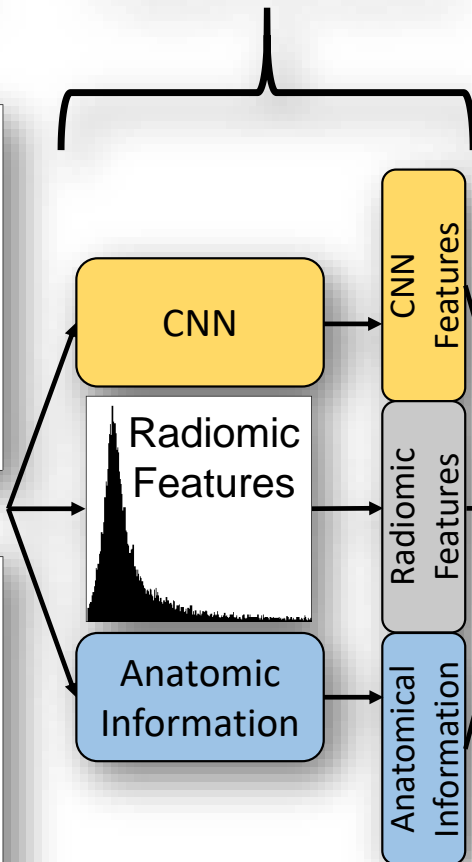 CNN
CNN
Features
Radiomic
Features
Radiomic
Features
Anatomic
Information
Anatomical
Information